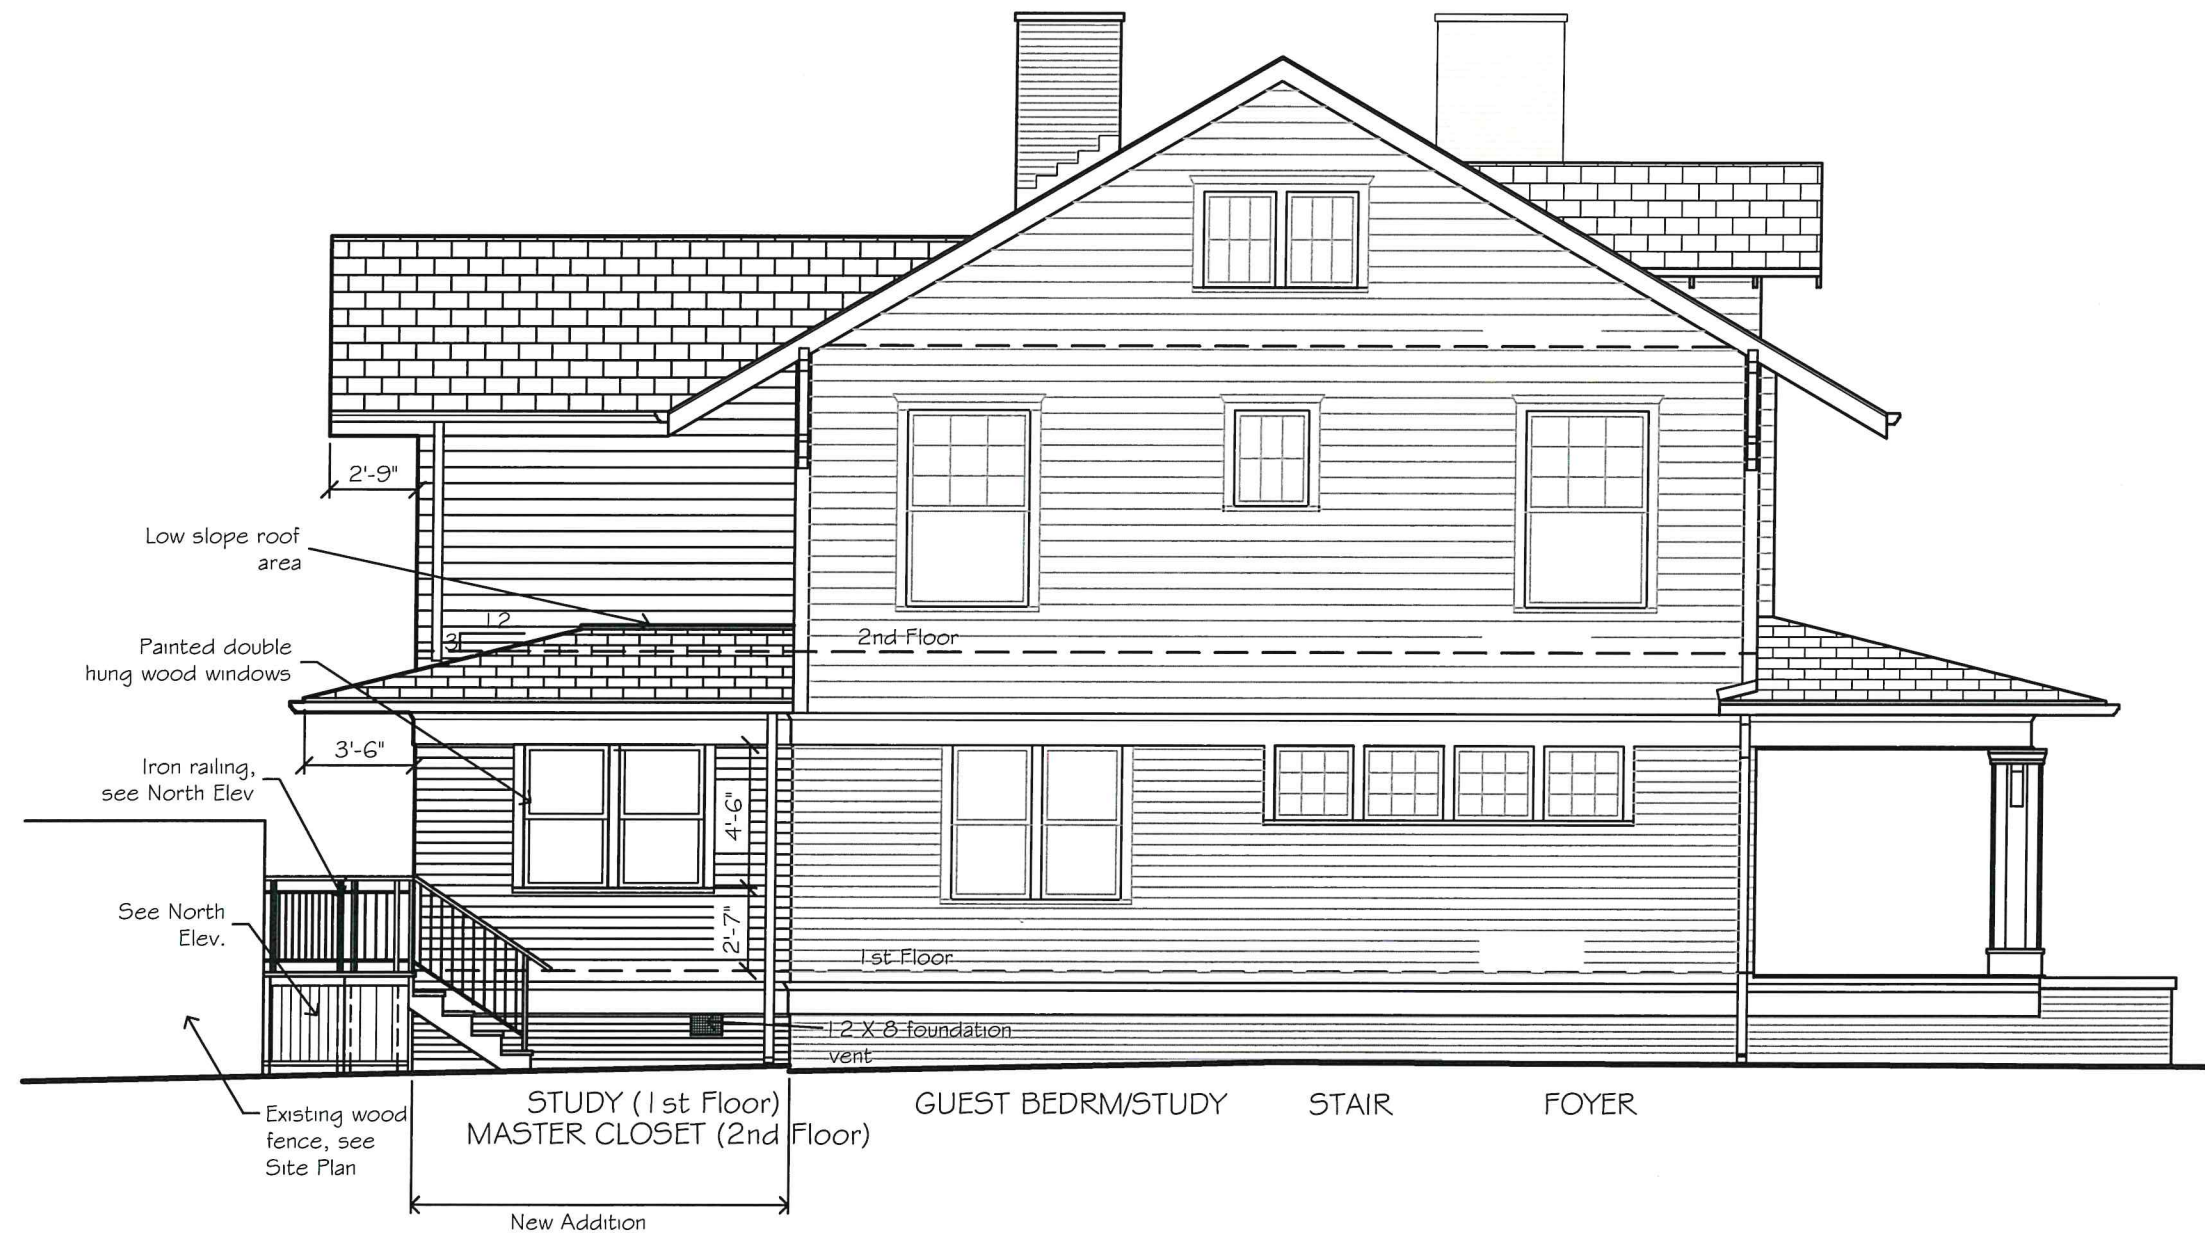 2'-9"
Low slope roof
area
12
3
2nd Floor
Painted double
hung wood windows
3'-6"
Iron railing,
see North Elev
4'-6"
See North
Elev.
2'-7"
1st Floor
12 X 8 foundation
vent
STUDY (1st Floor)
MASTER CLOSET (2nd Floor)
GUEST BEDRM/STUDY
STAIR
FOYER
Existing wood
fence, see
Site Plan
New Addition